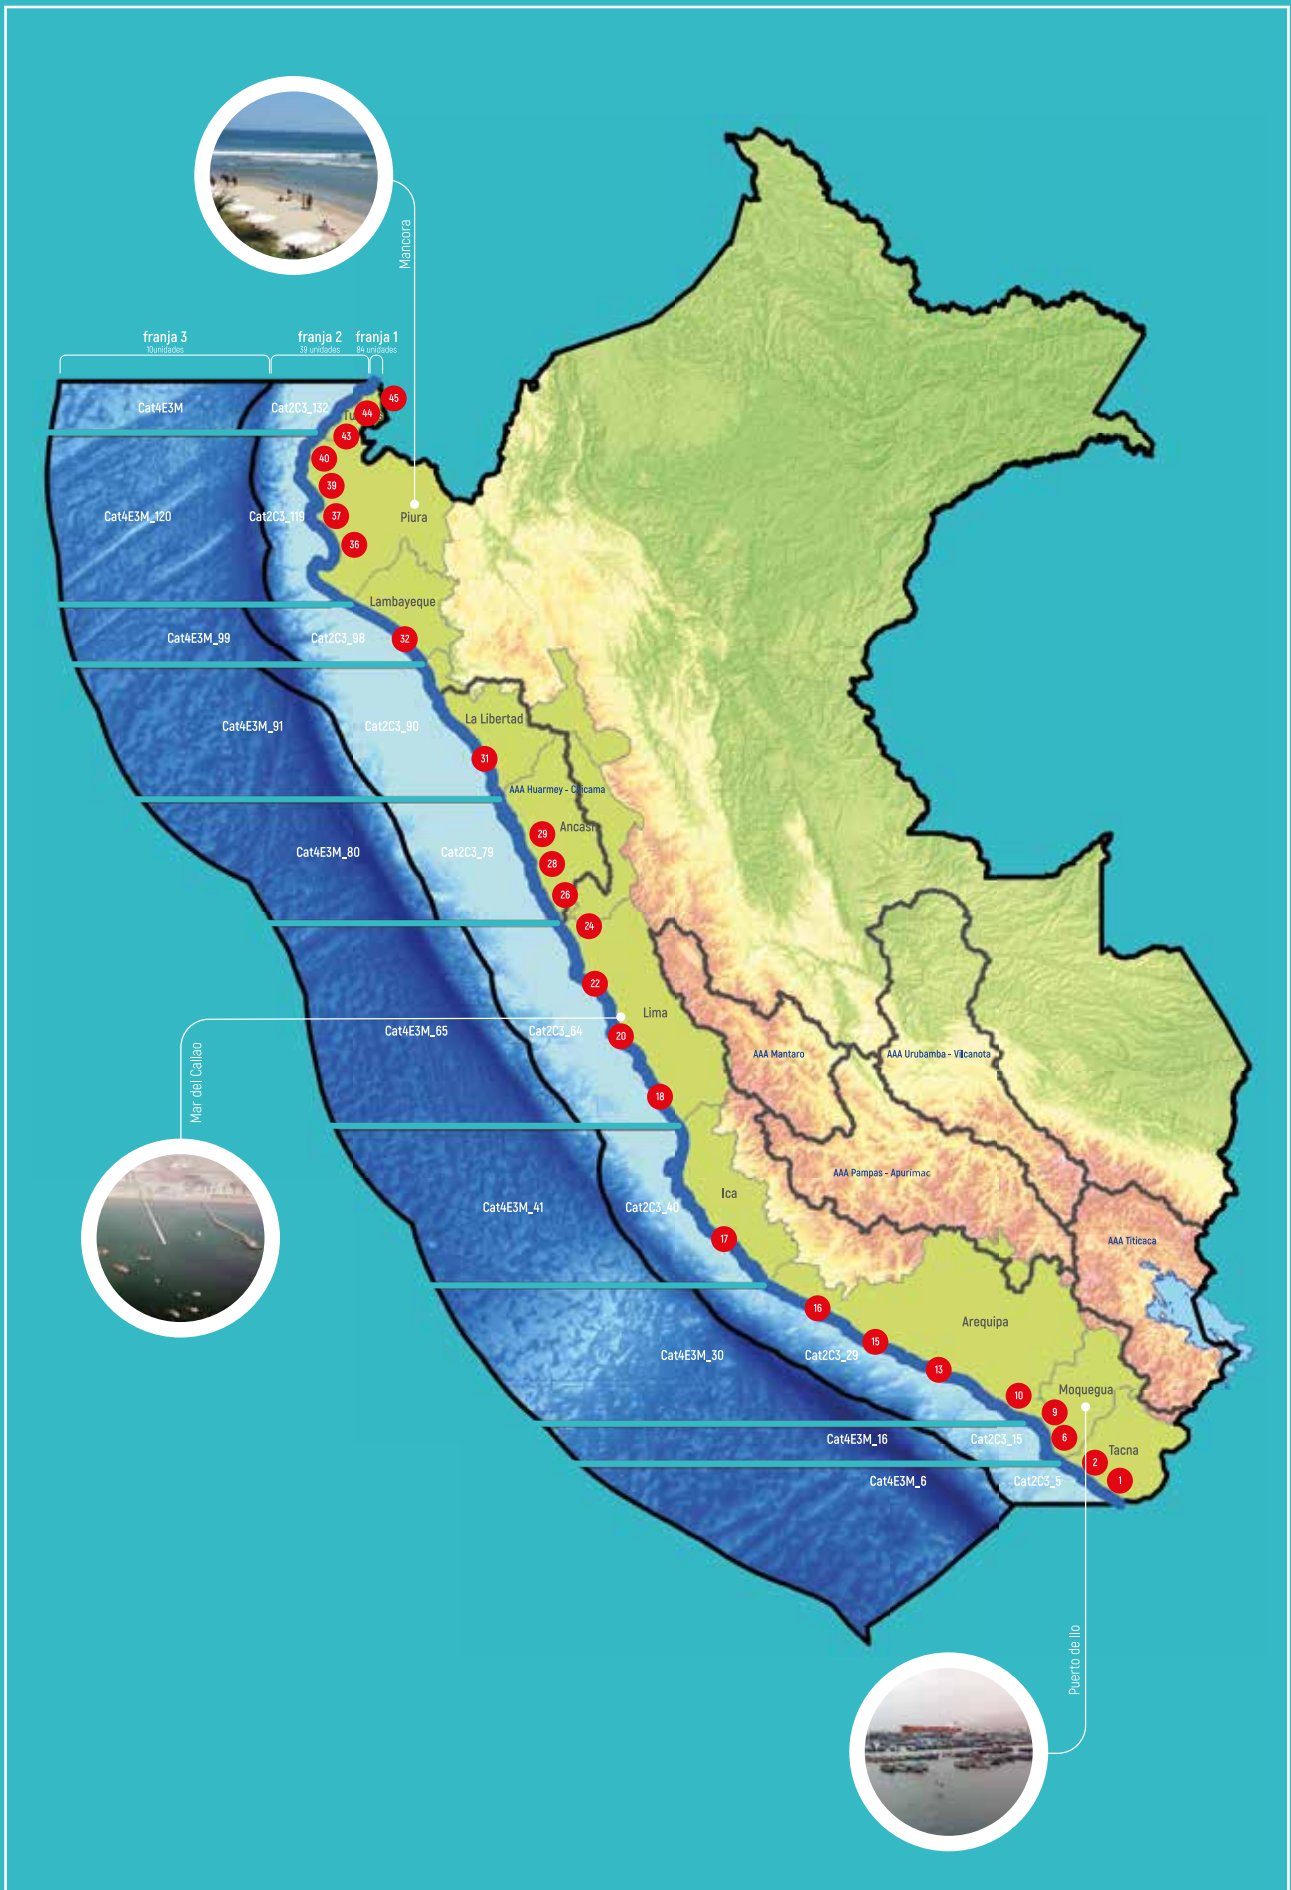 Mancora
franja 3
10unidades
franja 2
39 unidades
franja 1
84 unidades
Cat4E3M
Cat2C3_132
45
44
43
40
39
Cat4E3M_120
Cat2C3_119
37
Piura
36
Lambayeque
Cat4E3M_99
Cat2C3_98
32
La Libertad
Cat4E3M_91
Cat2C3_90
31
AAA Huarmey - Chicama
29
Ancash
Cat4E3M_80
Cat2C3_79
28
26
24
22
Lima
Cat4E3M_65
Cat2C3_64
20
AAA Mantaro
AAA Urubamba - Vilcanota
Mar del Callao
18
AAA Pampas - Apurimac
Ica
Cat4E3M_41
Cat2C3_40
17
AAA Titicaca
16
Arequipa
15
Cat4E3M_30
Cat2C3_29
13
10
Moquegua
9
Cat4E3M_16
Cat2C3_15
6
Tacna
2
Cat4E3M_6
Cat2C3_5
1
Puerto de Ilo